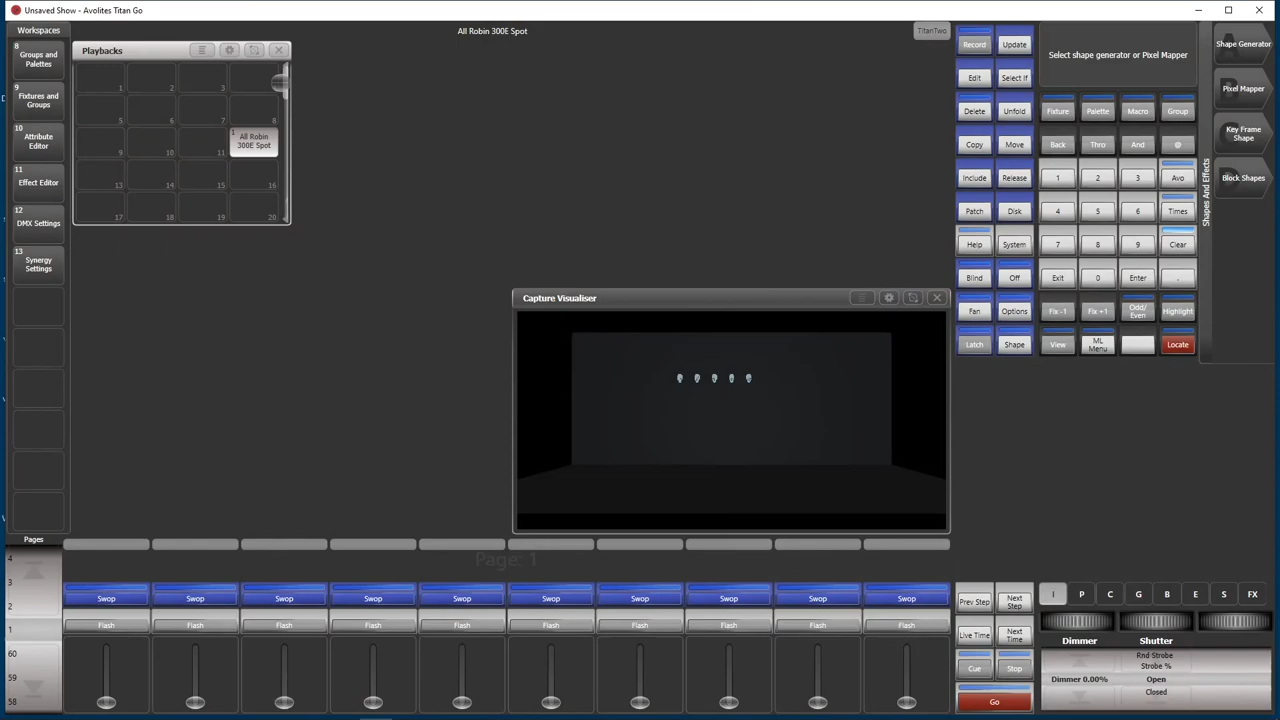 Unsaved Show - Avolites Titan Go
Workspaces
8
Groups and
Palettes
9
Fixtures and
Groups
10
Attribute
Editor
11
Effect Editor
12
DMX Settings
13
Synergy
Settings
Playbacks
1
2
3
5
6
7
8
9
10
11
1
All Robin
300E Spot
13
14
15
16
17
18
19
20
All Robin 300E Spot
TitanTwo
Capture Visualiser
Record
Update
Edit
Select If
Delete
Unfold
Copy
Move
Include
Release
Patch
Disk
Help
System
Blind
Off
Fan
Options
Latch
Shape
Select shape generator or Pixel Mapper
Fixture
Palette
Macro
Group
Back
Thro
And
@
1
2
3
Avo
4
5
6
Times
7
8
9
Clear
Exit
0
Enter
.
Fix -1
Fix +1
Odd/
Even
Highlight
View
ML
Menu
Locate
Shapes And Effects
A
Shape Generator
B
Pixel Mapper
C
Key Frame
Shape
D
Block Shapes
Pages
4
3
2
1
60
59
58
Page: 1
Swop
Swop
Swop
Swop
Swop
Swop
Swop
Swop
Swop
Swop
Flash
Flash
Flash
Flash
Flash
Flash
Flash
Flash
Flash
Flash
Prev Step
Next
Step
Live Time
Next
Time
Cue
Stop
Go
I
P
C
G
B
E
S
FX
Dimmer
Shutter
Dimmer 0.00%
Rnd Strobe
Strobe %
Open
Closed